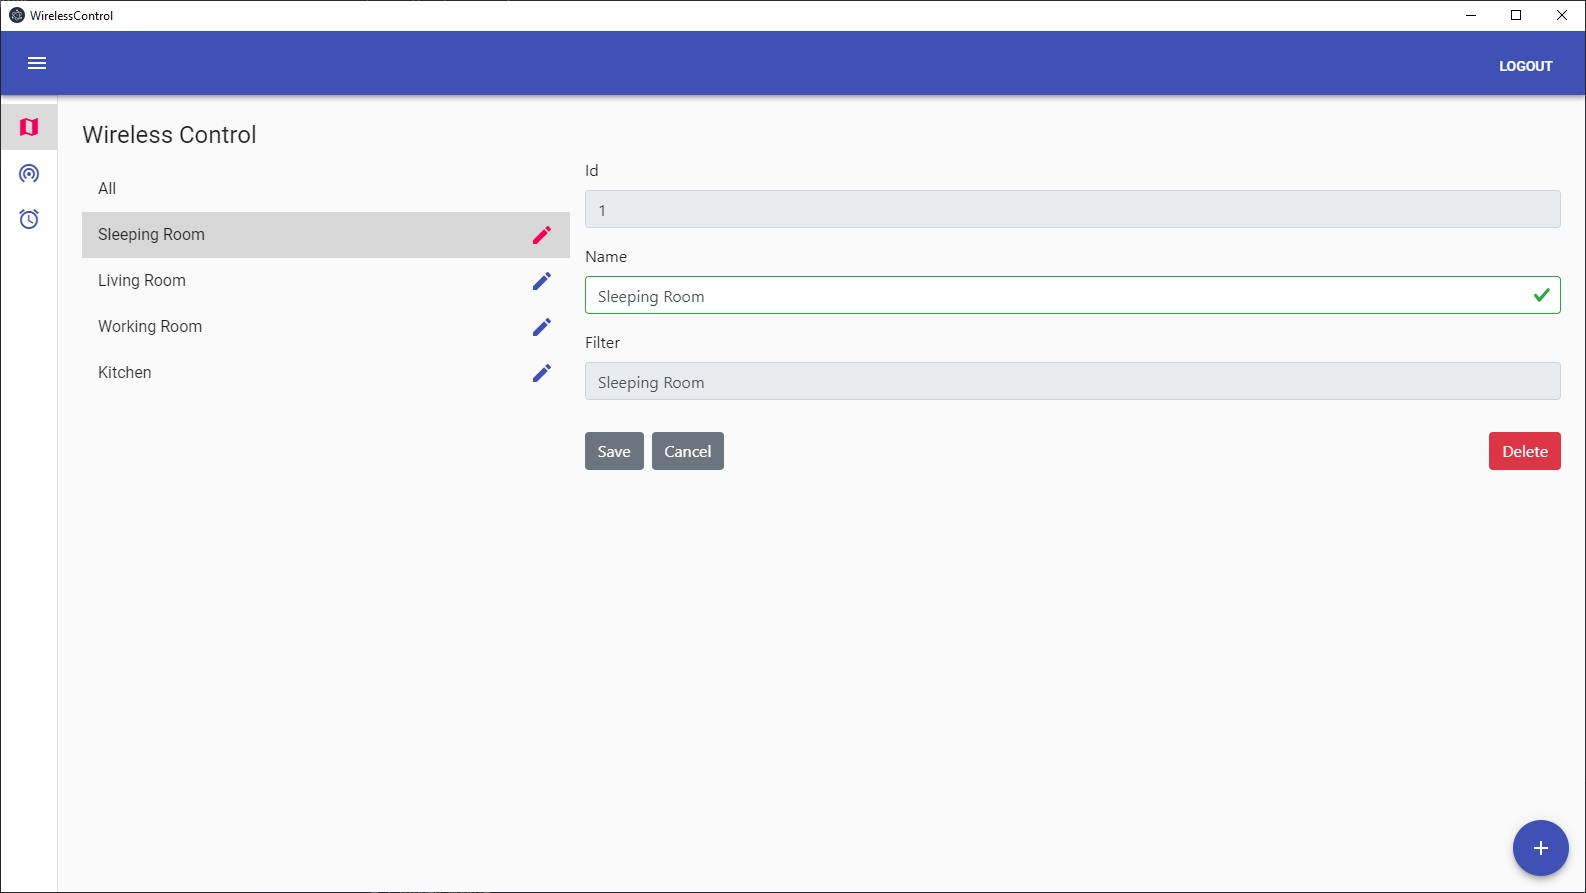 WirelessControl
LOGOUT
Wireless Control
All
Sleeping Room
Living Room
Working Room
Kitchen
Id
1
Name
Sleeping Room
Filter
Sleeping Room
Save
Cancel
Delete